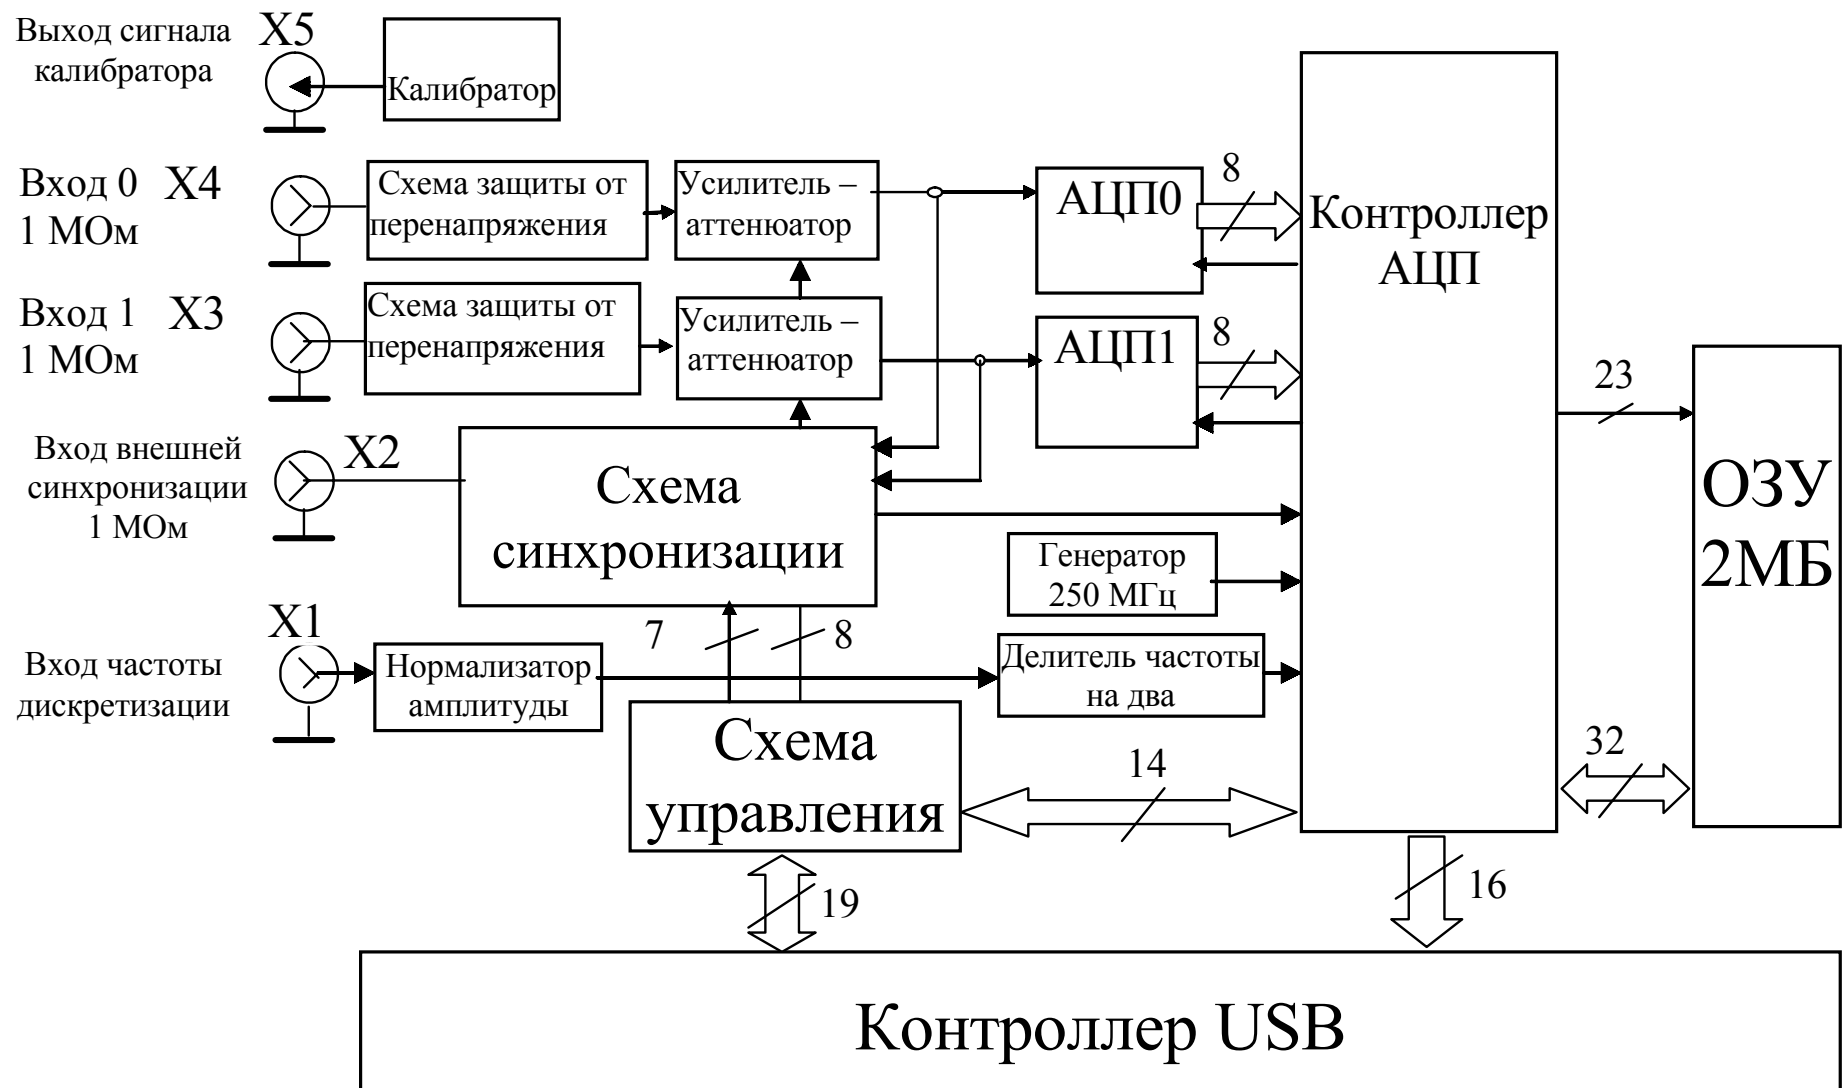 Выход сигнала
калибратора
X5
Калибратор
Вход 0
1 МОм
X4
Схема защиты от
перенапряжения
Усилитель –
аттенюатор
АЦП0
8
Контроллер
АЦП
Вход 1
1 МОм
X3
Схема защиты от
перенапряжения
Усилитель –
аттенюатор
АЦП1
8
23
ОЗУ
2МБ
Вход внешней
синхронизации
1 МОм
X2
Схема
синхронизации
Генератор
250 МГц
7
8
X1
Вход частоты
дискретизации
Нормализатор
амплитуды
Делитель частоты
на два
Схема
управления
14
32
19
16
Контроллер USB